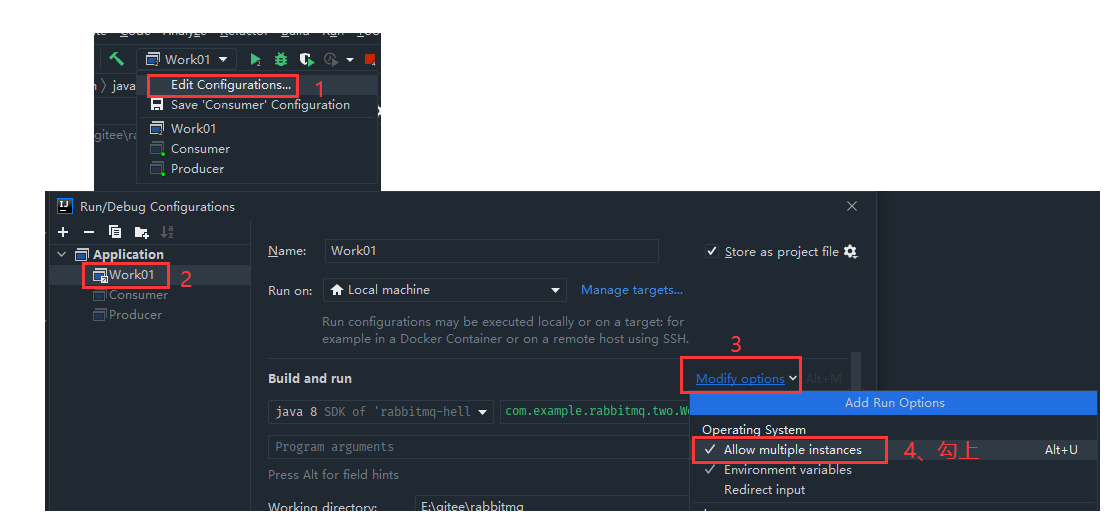 Work01
java
Edit Configurations...
1
Save 'Consumer' Configuration
gitee\ra
Work01
Consumer
Producer
Run/Debug Configurations
Application
Work01
2
Consumer
Producer
Name:
Work01
Store as project file
Run on:
Local machine
Manage targets...
Run configurations may be executed locally or on a target: for
example in a Docker Container or on a remote host using SSH.
3
Build and run
Modify options
Alt+M
java 8 SDK of 'rabbitmq-hell
com.example.rabbitmq.two.W
Program arguments
Press Alt for field hints
Working directory:
E:\gitee\rabbitmq
Add Run Options
Operating System
Allow multiple instances
Alt+U
4、勾上
Environment variables
Redirect input